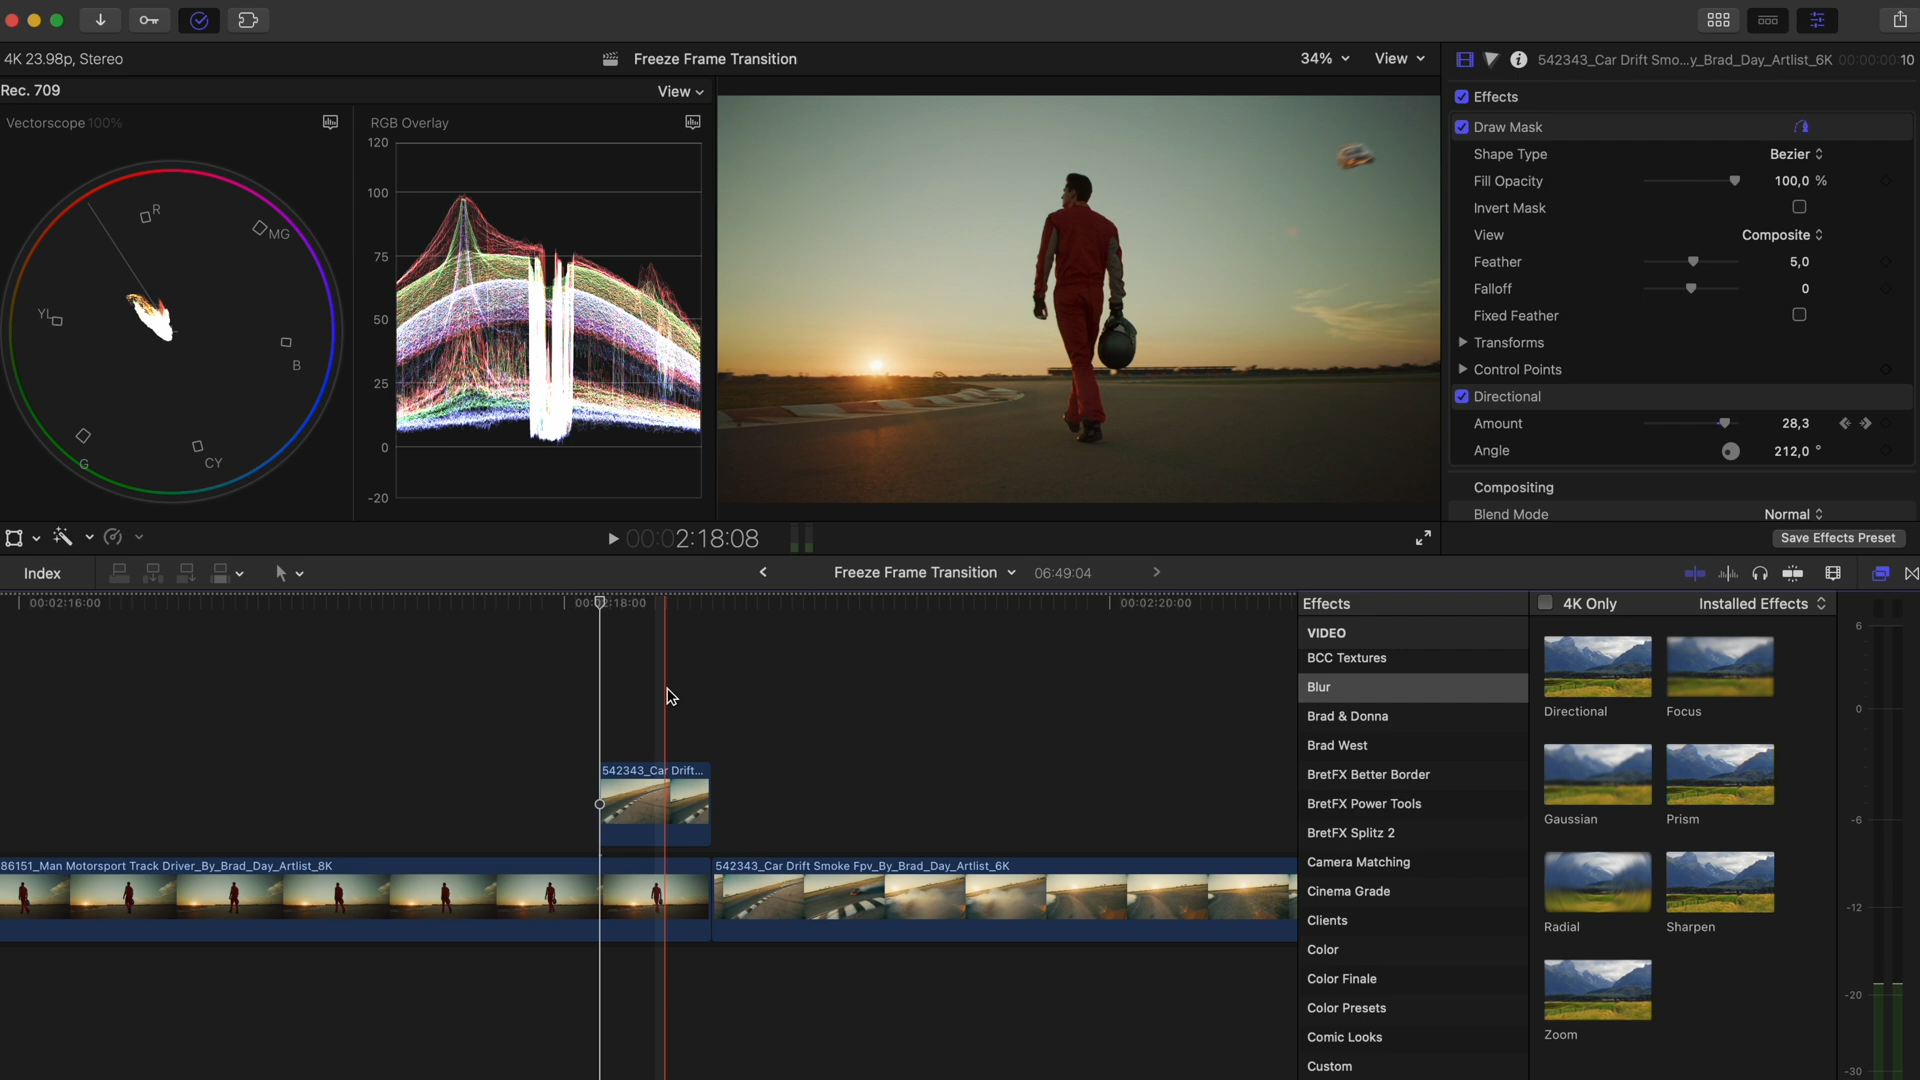 4K 23.98p, Stereo
Freeze Frame Transition
34%
View
542343_Car Drift Smo...y_Brad_Day_Artlist_6K
00:00:00:10
Rec. 709
View
Vectorscope 100%
R
MG
B
CY
G
YL
RGB Overlay
120
100
75
50
25
0
-20
Effects
Draw Mask
Shape Type
Bezier
Fill Opacity
100,0 %
Invert Mask
View
Composite
Feather
5,0
Falloff
0
Fixed Feather
Transforms
Control Points
Directional
Amount
28,3
Angle
212,0 °
Compositing
Blend Mode
Normal
00:02:18:08
Save Effects Preset
Index
Freeze Frame Transition
06:49:04
00:02:16:00
00:02:18:00
00:02:20:00
542343_Car Drift...
86151_Man Motorsport Track Driver_By_Brad_Day_Artlist_8K
542343_Car Drift Smoke Fpv_By_Brad_Day_Artlist_6K
Effects
VIDEO
BCC Textures
Blur
Brad & Donna
Brad West
BretFX Better Border
BretFX Power Tools
BretFX Splitz 2
Camera Matching
Cinema Grade
Clients
Color
Color Finale
Color Presets
Comic Looks
Custom
4K Only
Installed Effects
Directional
Focus
Gaussian
Prism
Radial
Sharpen
Zoom
6
0
-6
-12
-20
-30